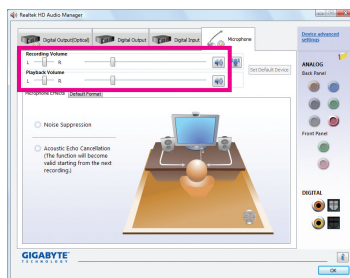 Realtek HD Audio Manager
Digital Output(Optical)
Digital Output
Digital Input
Microphone
Device advanced
settings
Recording Volume
L R
Playback Volume
L R
Set Default Device
Microphone Effects
Default Format
Noise Suppression
Acoustic Echo Cancellation
(The function will become
valid starting from the next
recording.)
ANALOG
Back Panel
Front Panel
DIGITAL
GIGABYTE
TECHNOLOGY
i
OK